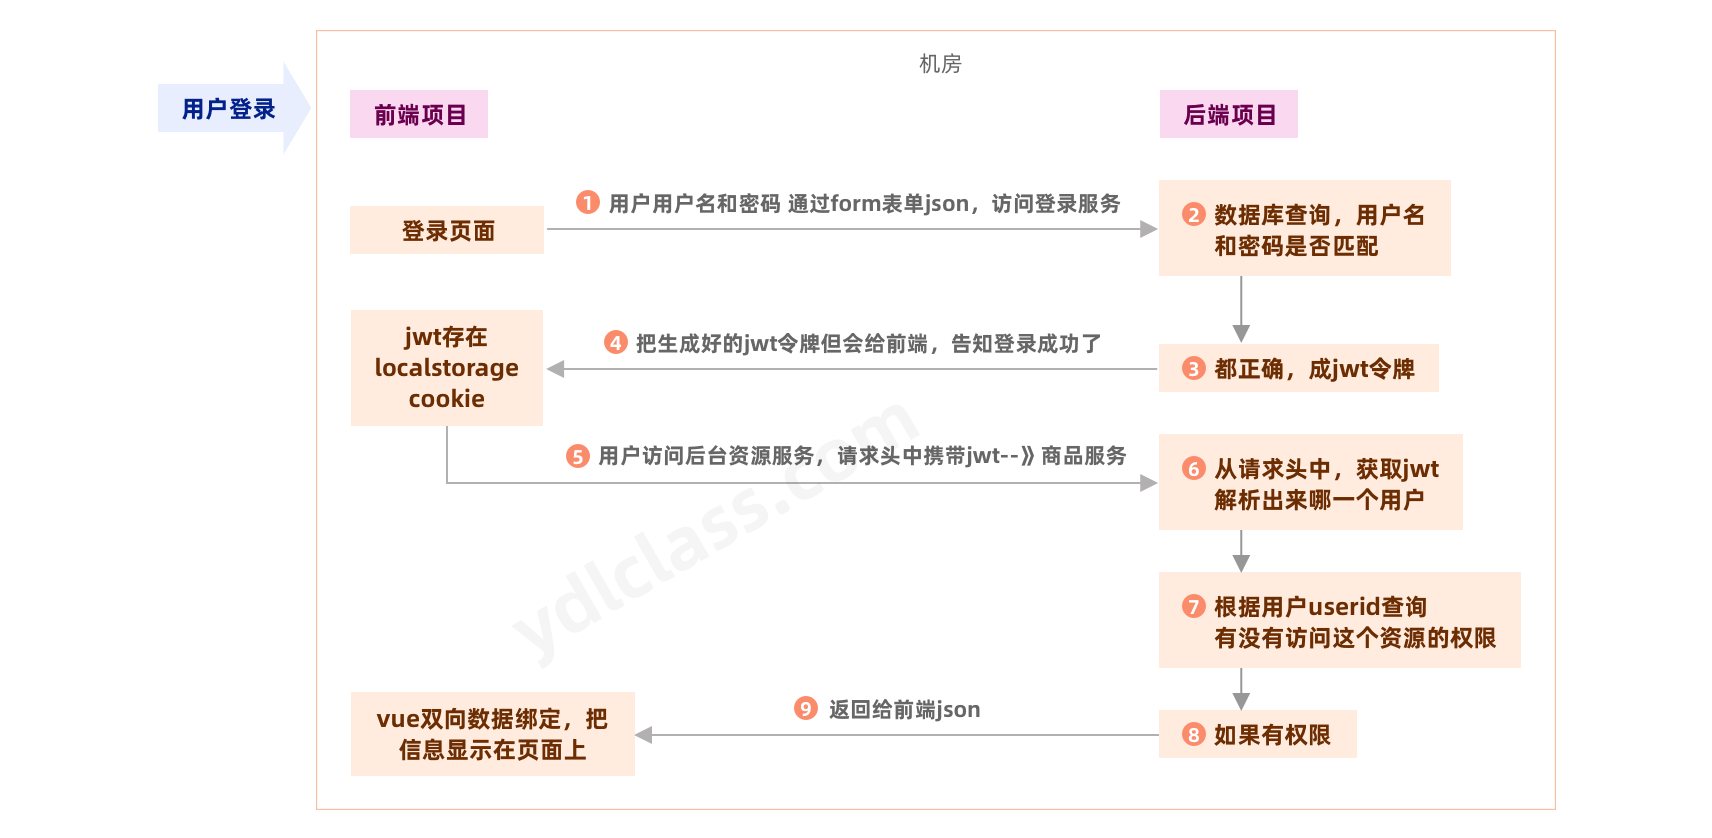 机房
用户登录
前端项目
后端项目
登录页面
1 用户用户名和密码 通过form表单json，访问登录服务
2 数据库查询，用户名
和密码是否匹配
jwt存在
localstorage
cookie
4 把生成好的jwt令牌但会给前端，告知登录成功了
3 都正确，成jwt令牌
5 用户访问后台资源服务，请求头中携带jwt--》商品服务
6 从请求头中，获取jwt
解析出来哪一个用户
7 根据用户userid查询
有没有访问这个资源的权限
8 如果有权限
9 返回给前端json
vue双向数据绑定，把
信息显示在页面上
ydlclass.com